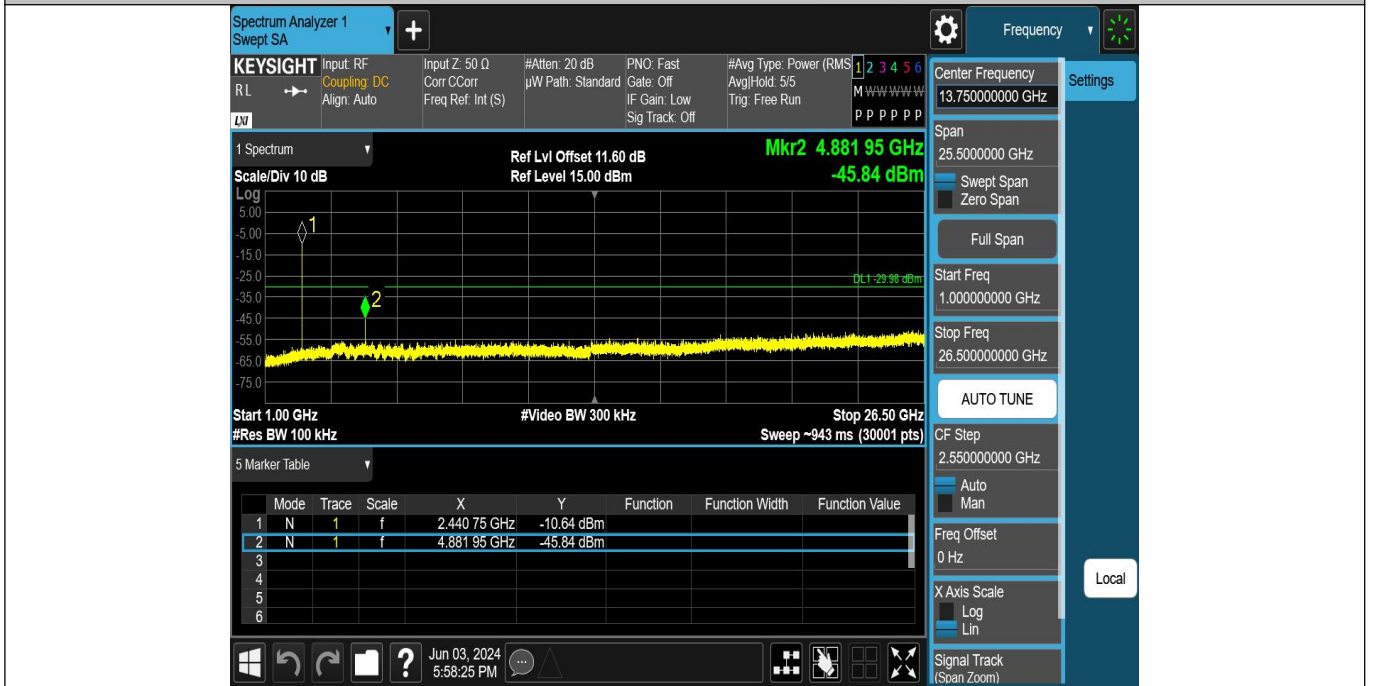 Spectrum Analyzer 1
Swept SA
+
Frequency
KEYSIGHT
RL
LXI
Input: RF
Coupling: DC
Align: Auto
Input Z: 50 Ω
Corr CCorr
Freq Ref: Int (S)
#Atten: 20 dB
µW Path: Standard
PNO: Fast
Gate: Off
IF Gain: Low
Sig Track: Off
#Avg Type: Power (RMS
Avg|Hold: 5/5
Trig: Free Run
1 2 3 4 5 6
M W W W W W
P P P P P P
1 Spectrum
Scale/Div 10 dB
Ref Lvl Offset 11.60 dB
Ref Level 15.00 dBm
Mkr2 4.881 95 GHz
-45.84 dBm
Log
5.00
-5.00
-15.0
-25.0
-35.0
-45.0
-55.0
-65.0
-75.0
1
2
DL1 -29.98 dBm
Start 1.00 GHz
#Res BW 100 kHz
#Video BW 300 kHz
Stop 26.50 GHz
Sweep ~943 ms (30001 pts)
5 Marker Table
Mode Trace Scale X Y Function Function Width Function Value
1 N 1 f 2.440 75 GHz -10.64 dBm
2 N 1 f 4.881 95 GHz -45.84 dBm
3
4
5
6
Jun 03, 2024
5:58:25 PM
?
Center Frequency
13.750000000 GHz
Settings
Span
25.5000000 GHz
Swept Span
Zero Span
Full Span
Start Freq
1.000000000 GHz
Stop Freq
26.500000000 GHz
AUTO TUNE
CF Step
2.550000000 GHz
Auto
Man
Freq Offset
0 Hz
Local
X Axis Scale
Log
Lin
Signal Track
(Span Zoom)